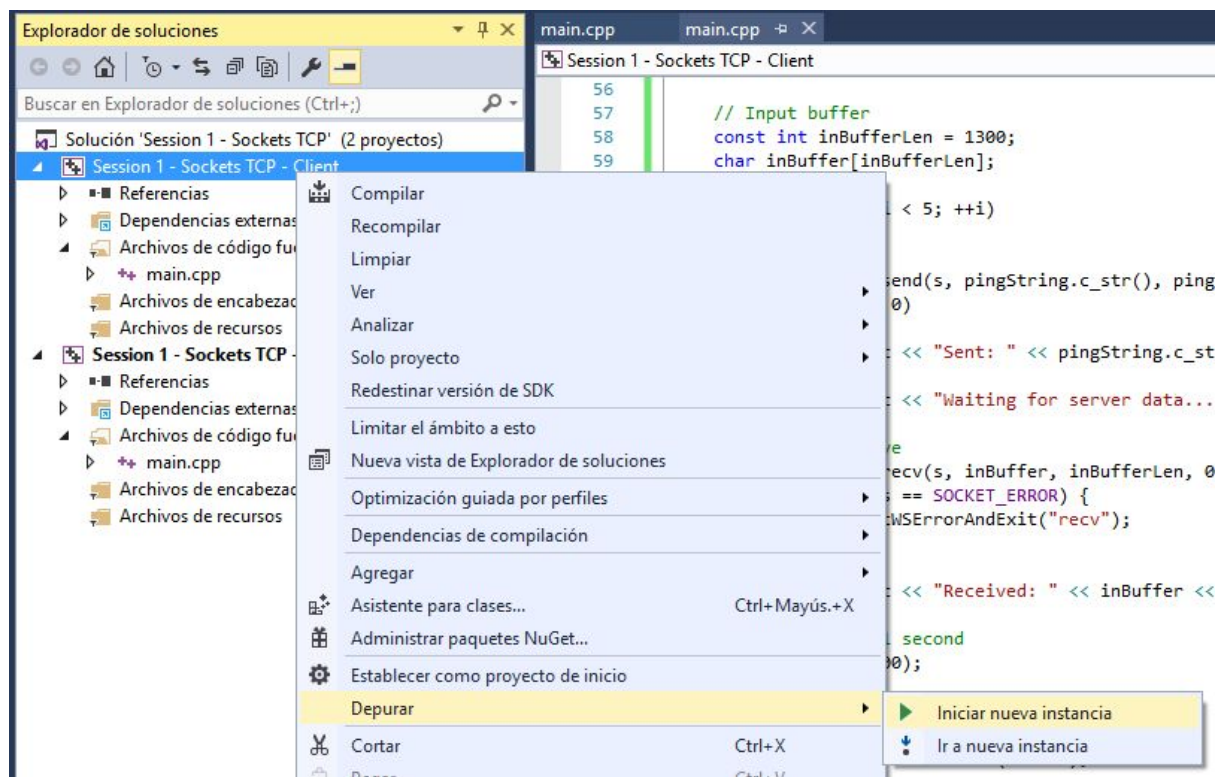 Explorador de soluciones
Buscar en Explorador de soluciones (Ctrl+;)
Solución 'Session 1 - Sockets TCP' (2 proyectos)
Session 1 - Sockets TCP - Client
Referencias
Dependencias externas
Archivos de código fu
main.cpp
Archivos de encabezad
Archivos de recursos
Session 1 - Sockets TCP -
Referencias
Dependencias externas
Archivos de código fu
main.cpp
Archivos de encabezad
Archivos de recursos
Compilar
Recompilar
Limpiar
Ver
Analizar
Solo proyecto
Redestinar versión de SDK
Limitar el ámbito a esto
Nueva vista de Explorador de soluciones
Optimización guiada por perfiles
Dependencias de compilación
Agregar
Asistente para clases... Ctrl+Mayús.+X
Administrar paquetes NuGet...
Establecer como proyecto de inicio
Depurar
Cortar Ctrl+X
Iniciar nueva instancia
Ir a nueva instancia
main.cpp main.cpp
Session 1 - Sockets TCP - Client
56
57 // Input buffer
58 const int inBufferLen = 1300;
59 char inBuffer[inBufferLen];
< 5; ++i)
send(s, pingString.c_str(), ping
0)
<< "Sent: " << pingString.c_st
<< "Waiting for server data...
recv(s, inBuffer, inBufferLen, 0
== SOCKET_ERROR) {
WSErrorAndExit("recv");
<< "Received: " << inBuffer <<
second
00);